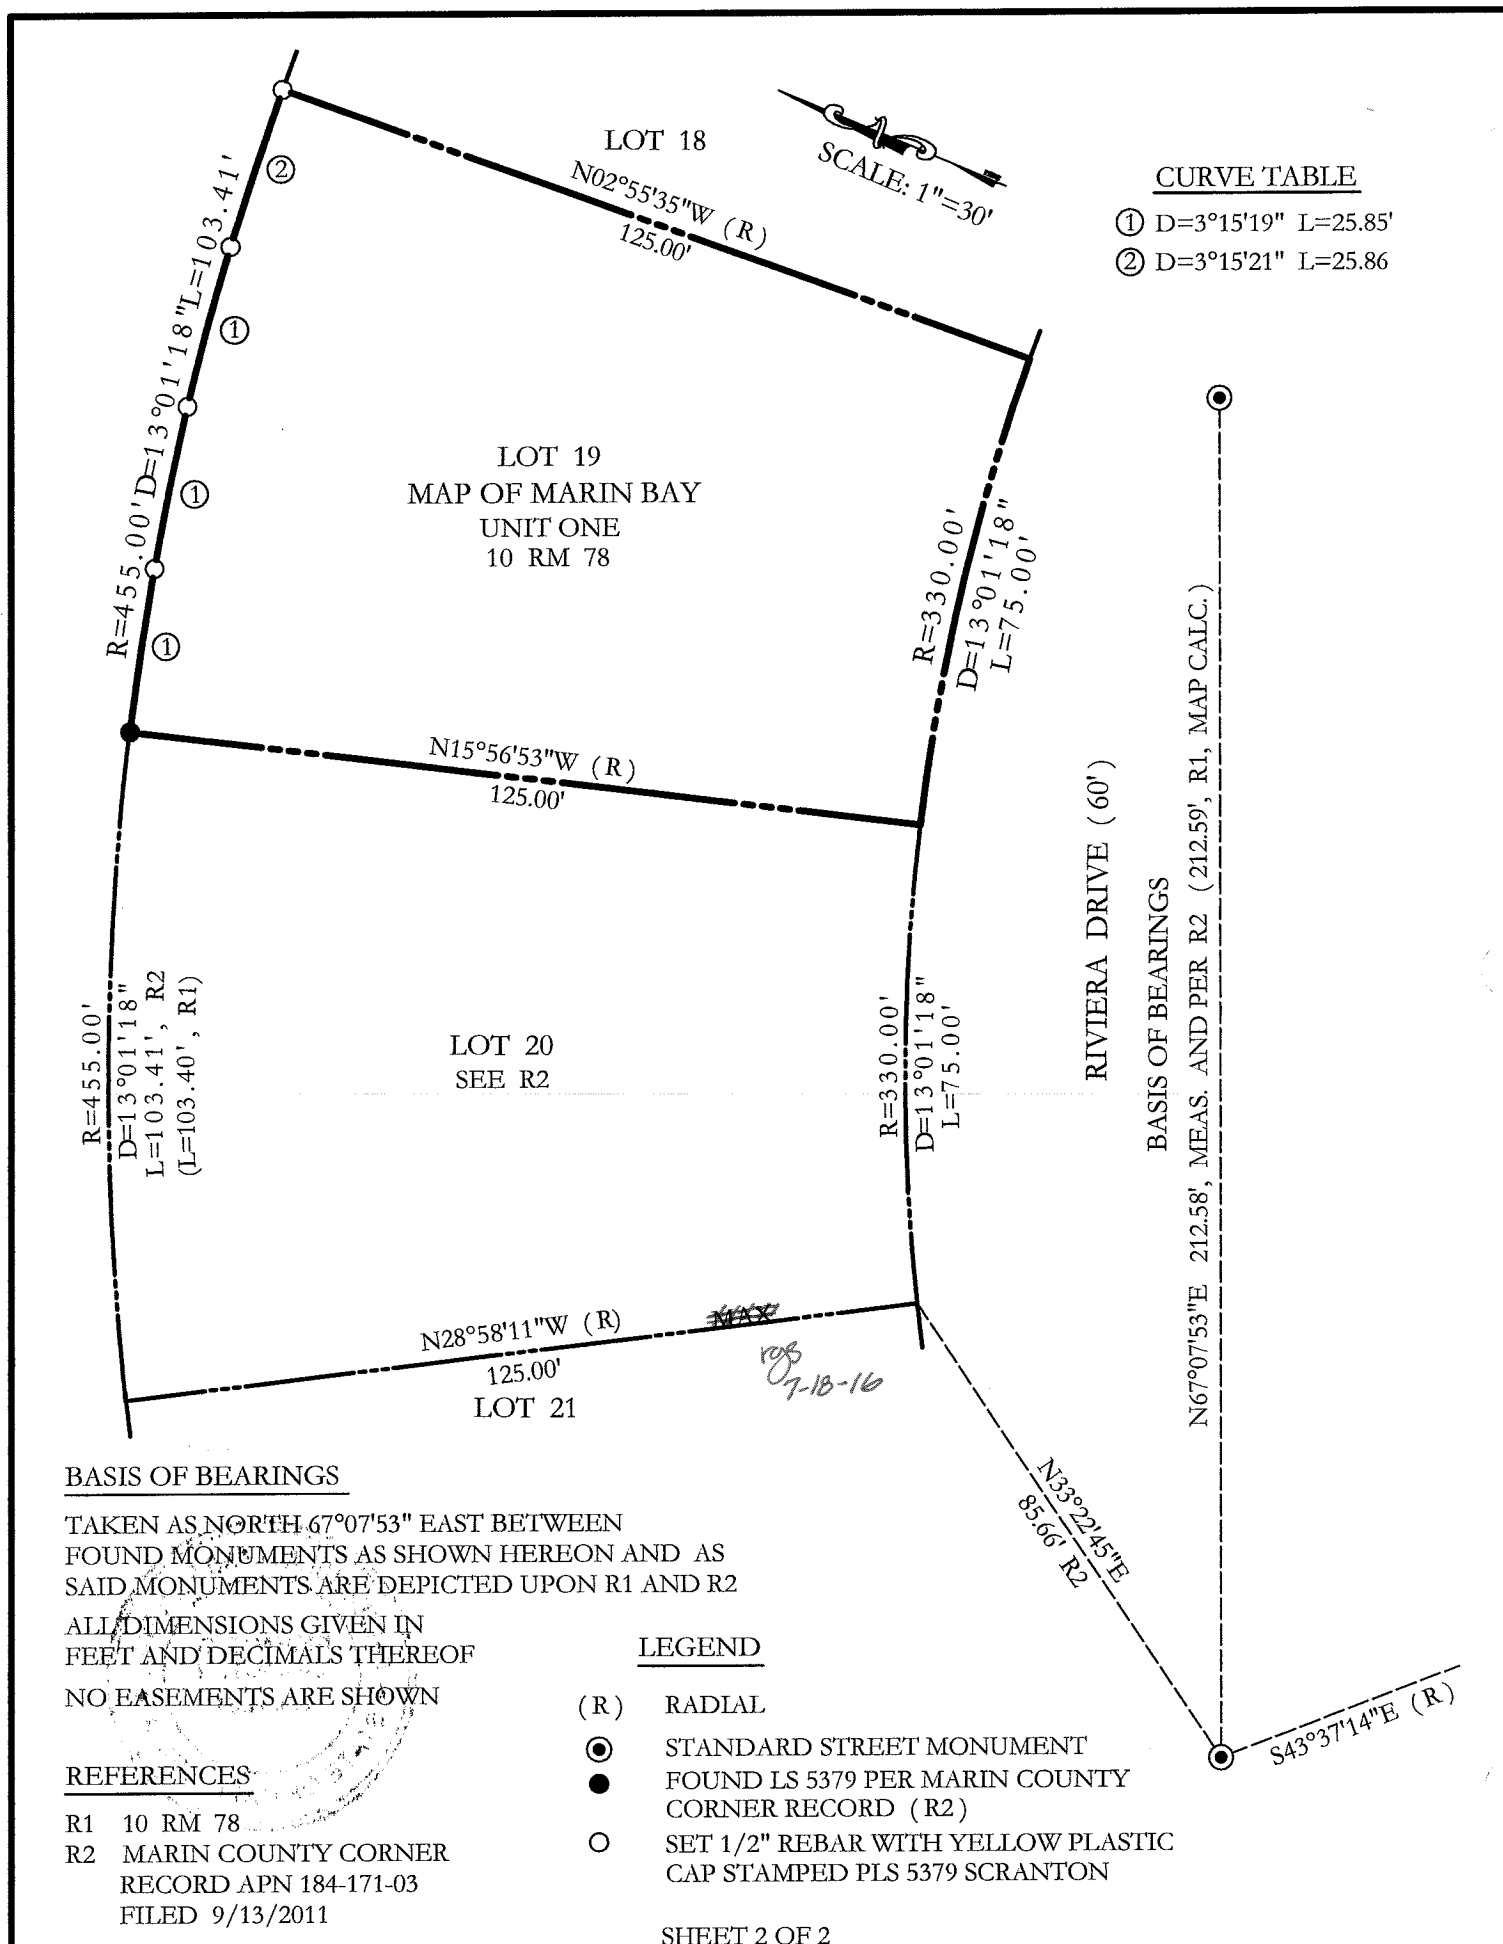 LOT 18
N02°55'35"W (R)
125.00'
SCALE: 1"=30'
CURVE TABLE
① D=3°15'19" L=25.85'
② D=3°15'21" L=25.86
②
①
①
①
R=455.00' D=13°01'18" L=103.41'
LOT 19
MAP OF MARIN BAY
UNIT ONE
10 RM 78
R=330.00'
D=13°01'18"
L=75.00'
N15°56'53"W (R)
125.00'
RIVIERA DRIVE (60')
BASIS OF BEARINGS
N67°07'53"E 212.58', MEAS. AND PER R2 (212.59', R1, MAP CALC.)
R=455.00'
D=13°01'18"
L=103.41', R2
(L=103.40', R1)
LOT 20
SEE R2
R=330.00'
D=13°01'18"
L=75.00'
N28°58'11"W (R)
125.00'
MAX
rgs
7-18-16
LOT 21
N33°22'45"E
85.66' R2
S43°37'14"E (R)
BASIS OF BEARINGS
TAKEN AS NORTH 67°07'53" EAST BETWEEN
FOUND MONUMENTS AS SHOWN HEREON AND AS
SAID MONUMENTS ARE DEPICTED UPON R1 AND R2
ALL DIMENSIONS GIVEN IN
FEET AND DECIMALS THEREOF
NO EASEMENTS ARE SHOWN
REFERENCES
R1 10 RM 78
R2 MARIN COUNTY CORNER
RECORD APN 184-171-03
FILED 9/13/2011
LEGEND
(R) RADIAL
STANDARD STREET MONUMENT
FOUND LS 5379 PER MARIN COUNTY
CORNER RECORD (R2)
SET 1/2" REBAR WITH YELLOW PLASTIC
CAP STAMPED PLS 5379 SCRANTON
SHEET 2 OF 2